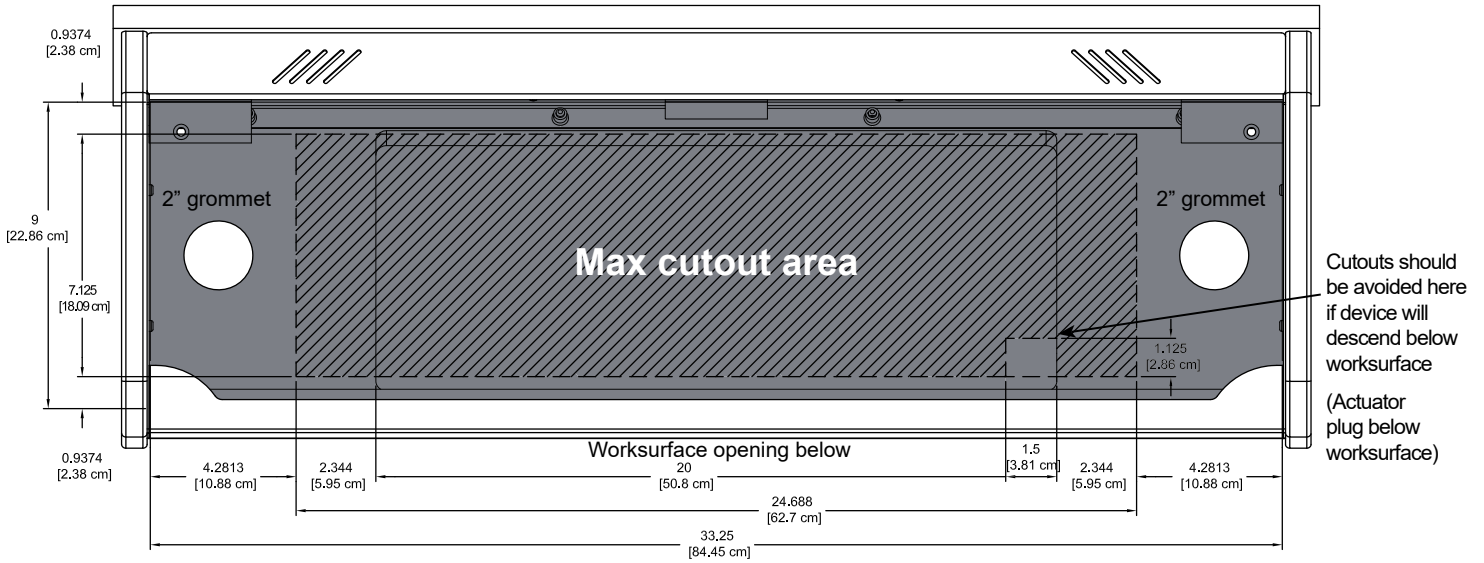 0.9374
[2.38 cm]
2” grommet
2” grommet
9
[22.86 cm]
Max cutout area
7.125
[18.09 cm]
Cutouts should
be avoided here
if device will
descend below
worksurface
(Actuator
plug below
worksurface)
1.125
[2.86 cm]
0.9374
[2.38 cm]
Worksurface opening below
4.2813
[10.88 cm]
2.344
[5.95 cm]
20
[50.8 cm]
1.5
[3.81 cm]
2.344
[5.95 cm]
4.2813
[10.88 cm]
24.688
[62.7 cm]
33.25
[84.45 cm]